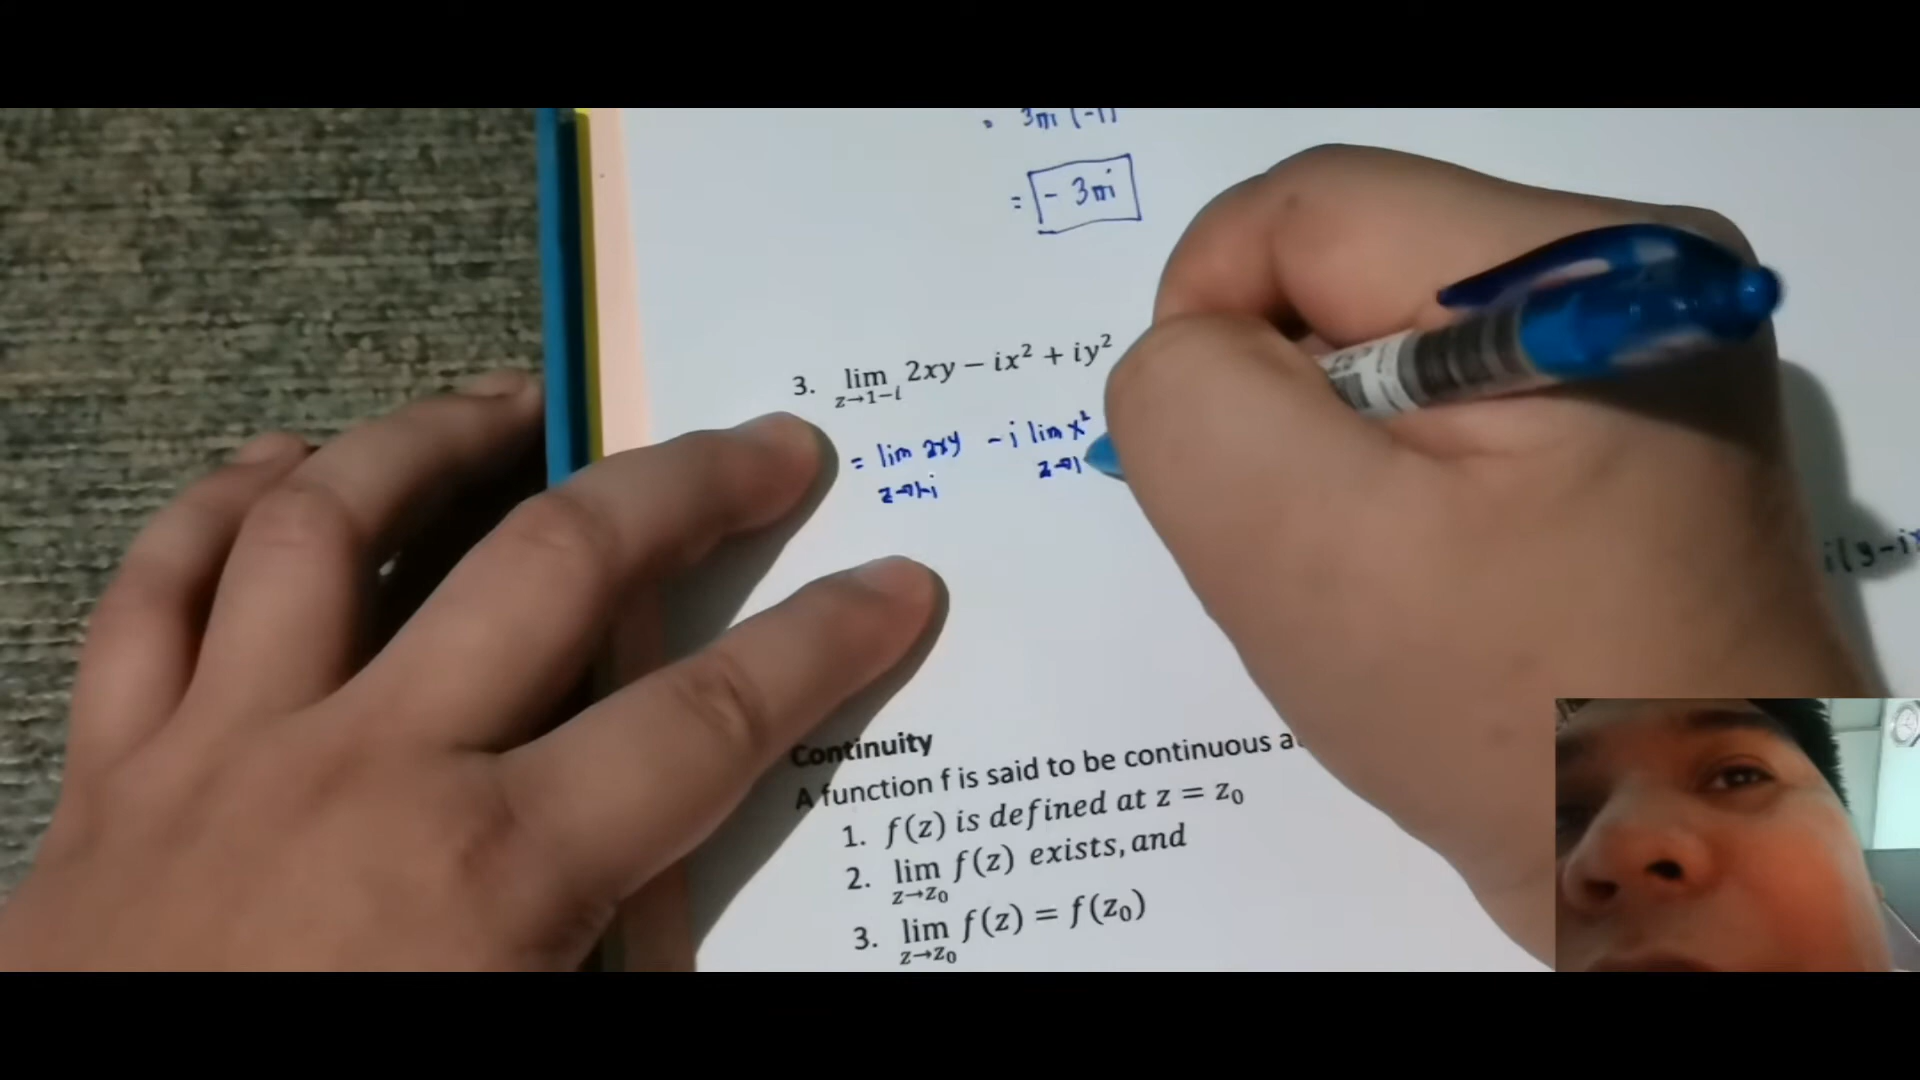 3πi (-1)
= -3πi
3. lim z→1-i 2xy − ix² + iy²
= lim z→1-i 2xy - i lim z→1 x²
i(y-ix
Continuity
A function f is said to be continuous a
1. f(z) is defined at z = z₀
2. lim z→z₀ f(z) exists, and
3. lim z→z₀ f(z) = f(z₀)